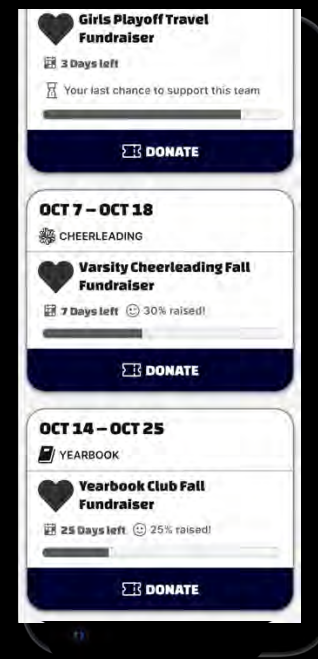 Girls Playoff Travel
Fundraiser
3 Days left
Your last chance to support this team
DONATE
OCT 7 – OCT 18
CHEERLEADING
Varsity Cheerleading Fall
Fundraiser
7 Days left 30% raised!
DONATE
OCT 14 – OCT 25
YEARBOOK
Yearbook Club Fall
Fundraiser
25 Days left 25% raised!
DONATE